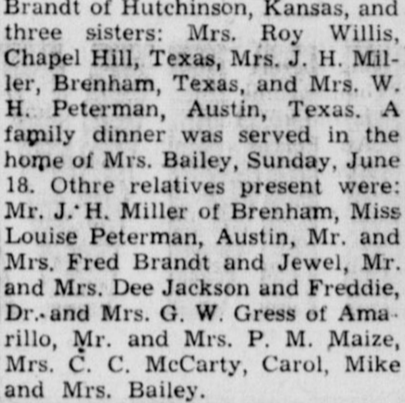 Brandt of Hutchinson, Kansas, and
three sisters: Mrs. Roy Willis,
Chapel Hill, Texas, Mrs. J. H. Mil-
ler, Brenham, Texas, and Mrs. W.
H. Peterman, Austin, Texas. A
family dinner was served in the
home of Mrs. Bailey, Sunday, June
18. Othre relatives present were:
Mr. J. H. Miller of Brenham, Miss
Louise Peterman, Austin, Mr. and
Mrs. Fred Brandt and Jewel, Mr.
and Mrs. Dee Jackson and Freddie,
Dr. and Mrs. G. W. Gress of Ama-
rillo, Mr. and Mrs. P. M. Maize,
Mrs. C. C. McCarty, Carol, Mike
and Mrs. Bailey.